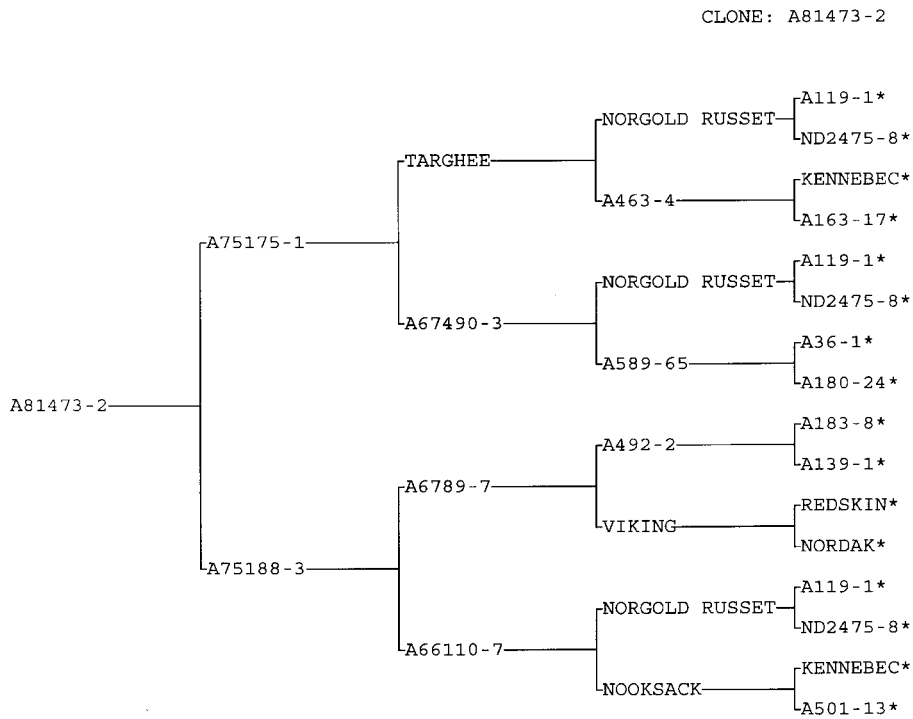 CLONE: A81473-2
A119-1*
NORGOLD RUSSET
ND2475-8*
TARGHEE
KENNEBEC*
A463-4
A163-17*
A75175-1
A119-1*
NORGOLD RUSSET
ND2475-8*
A67490-3
A36-1*
A589-65
A180-24*
A81473-2
A183-8*
A492-2
A139-1*
A6789-7
REDSKIN*
VIKING
NORDAK*
A75188-3
A119-1*
NORGOLD RUSSET
ND2475-8*
A66110-7
KENNEBEC*
NOOKSACK
A501-13*